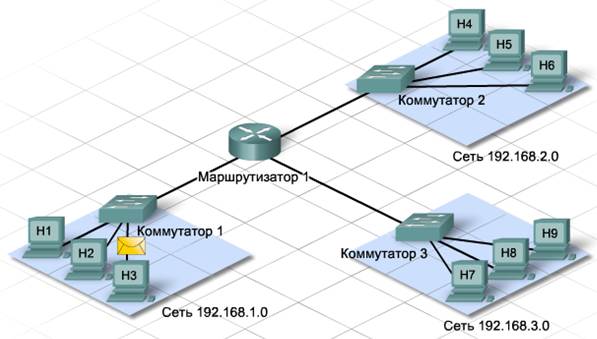 H4
H5
H6
Коммутатор 2
Сеть 192.168.2.0
Маршрутизатор 1
H1
H2
H3
Коммутатор 1
Сеть 192.168.1.0
Коммутатор 3
H9
H8
H7
Сеть 192.168.3.0